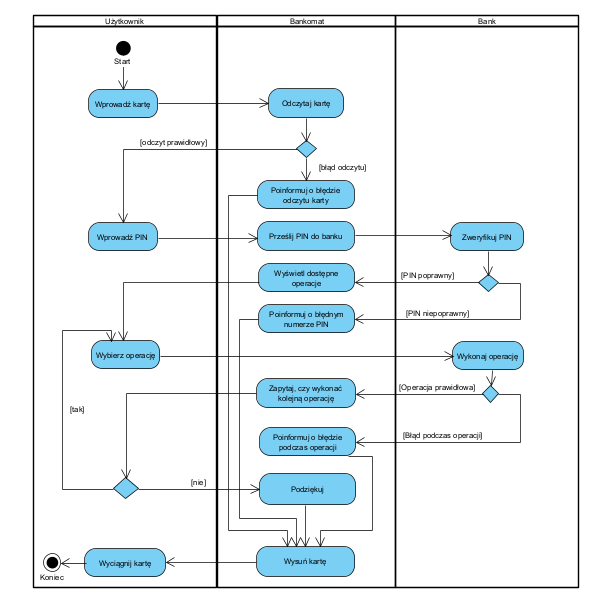 Użytkownik
Bankomat
Bank
Start
Wprowadź kartę
Odczytaj kartę
[odczyt prawidłowy]
[błąd odczytu]
Poinformuj o błędzie
odczytu karty
Wprowadź PIN
Prześlij PIN do banku
Zweryfikuj PIN
Wyświetl dostępne
operacje
[PIN poprawny]
Poinformuj o błędnym
numerze PIN
[PIN niepoprawny]
Wybierz operację
Wykonaj operację
Zapytaj, czy wykonać
kolejną operację
[Operacja prawidłowa]
[tak]
Poinformuj o błędzie
podczas operacji
[Błąd podczas operacji]
[nie]
Podziękuj
Wyciągnij kartę
Wysuń kartę
Koniec